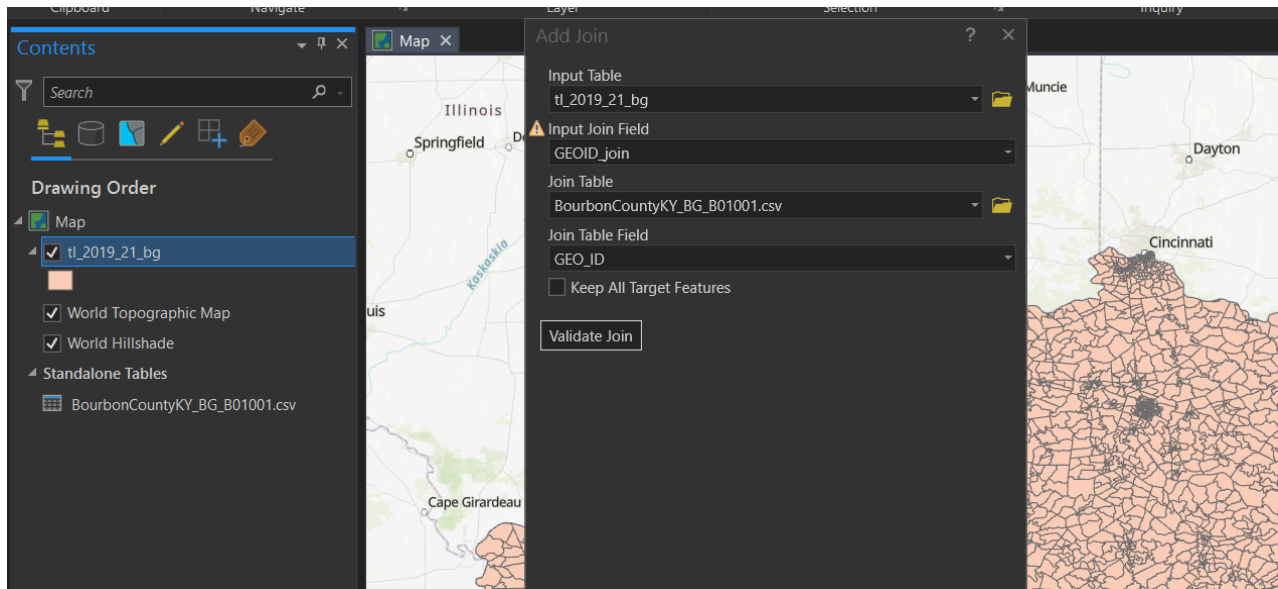 Clipboard
Navigate
Layer
Selection
Inquiry
Contents
Search
Drawing Order
Map
tl_2019_21_bg
World Topographic Map
World Hillshade
Standalone Tables
BourbonCountyKY_BG_B01001.csv
Map
Illinois
Springfield
De
Kaskaskia
uis
Cape Girardeau
Add Join
?
Input Table
tl_2019_21_bg
Input Join Field
GEOID_join
Join Table
BourbonCountyKY_BG_B01001.csv
Join Table Field
GEO_ID
Keep All Target Features
Validate Join
Muncie
Dayton
Cincinnati